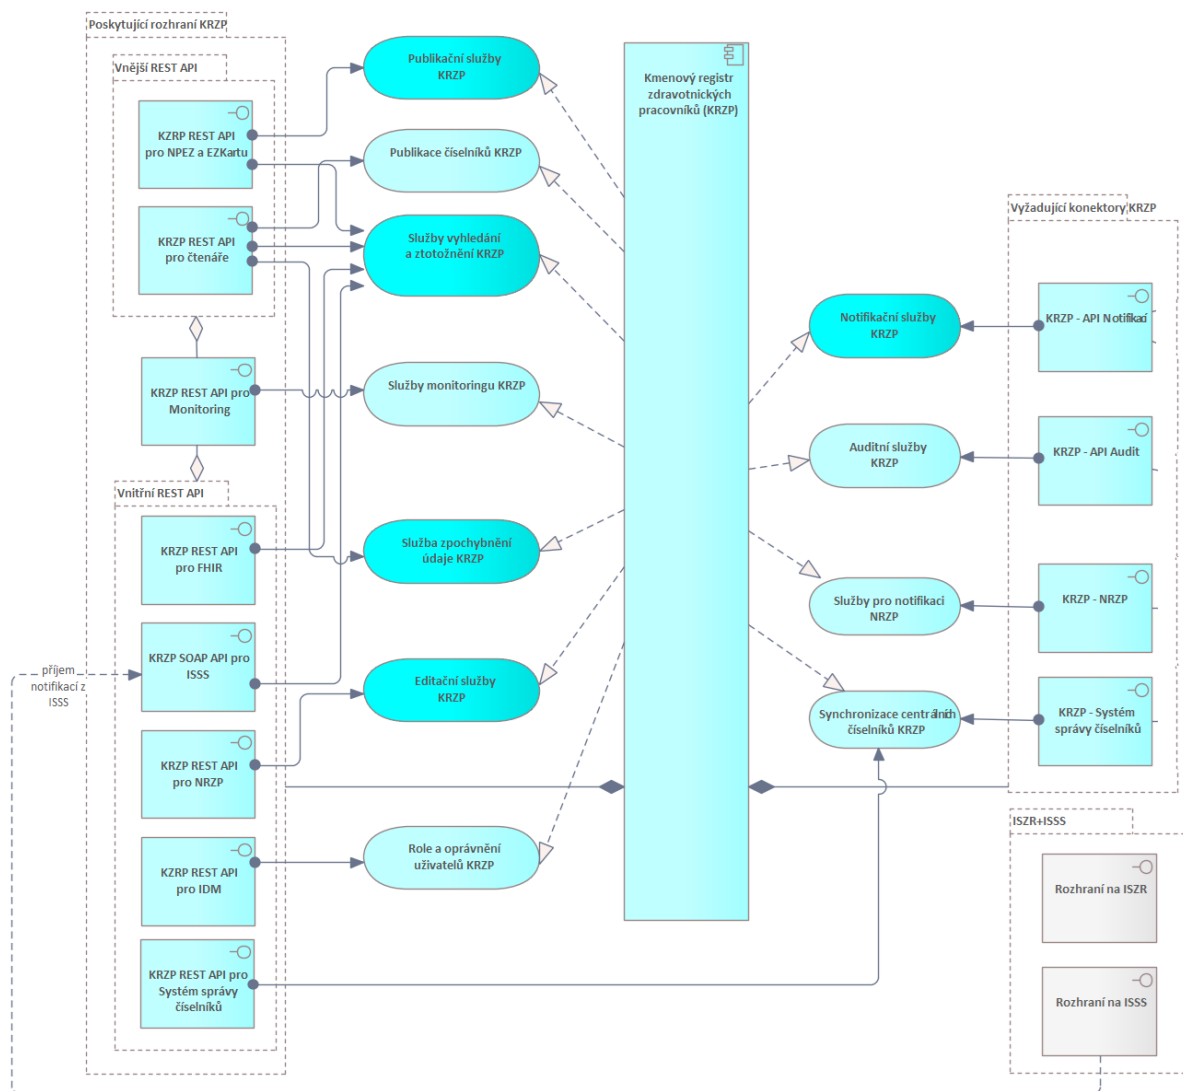 Poskytující rozhraní KRZP
Vnější REST API
KZRP REST API
pro NPEZ a EZKartu
KRZP REST API
pro čtenáře
KRZP REST API pro
Monitoring
Vnitřní REST API
KRZP REST API
pro FHIR
KRZP SOAP API pro
ISSS
KRZP REST API
pro NRZP
KZRP REST API
pro IDM
KRZP REST API pro
Systém správy
číselníků
příjem
notifikací z
ISSS
Publikační služby
KRZP
Publikace číselníků KRZP
Služby vyhledání
a ztotožnění KRZP
Služby monitoringu KRZP
Služba zpochybnění
údaje KRZP
Editační služby
KRZP
Role a oprávnění
uživatelů KRZP
Kmenový registr
zdravotnických
pracovníků (KRZP)
Notifikační služby
KRZP
Auditní služby
KRZP
Služby pro notifikaci
NRZP
Synchronizace centrálních
číselníků KRZP
Vyžadující konektory KRZP
KRZP - API Notifikací
KRZP - API Audit
KRZP - NRZP
KRZP - Systém
správy číselníků
ISZR+ISSS
Rozhraní na ISZR
Rozhraní na ISSS